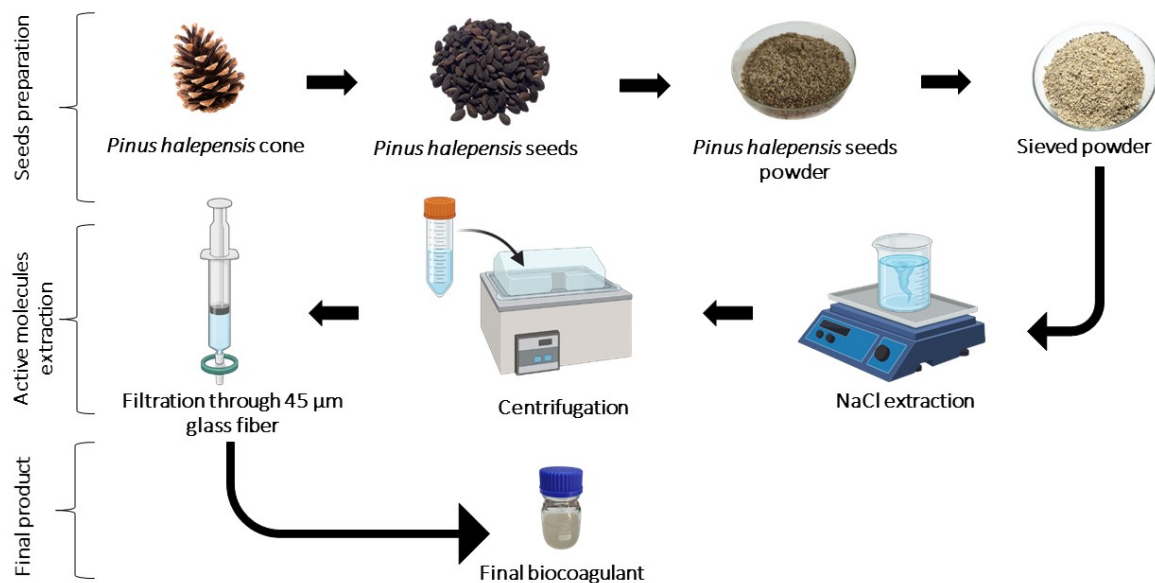 Seeds preparation
Pinus halepensis cone
Pinus halepensis seeds
Pinus halepensis seeds
powder
Sieved powder
Active molecules
extraction
Filtration through 45 µm
glass fiber
Centrifugation
NaCl extraction
Final product
Final biocoagulant